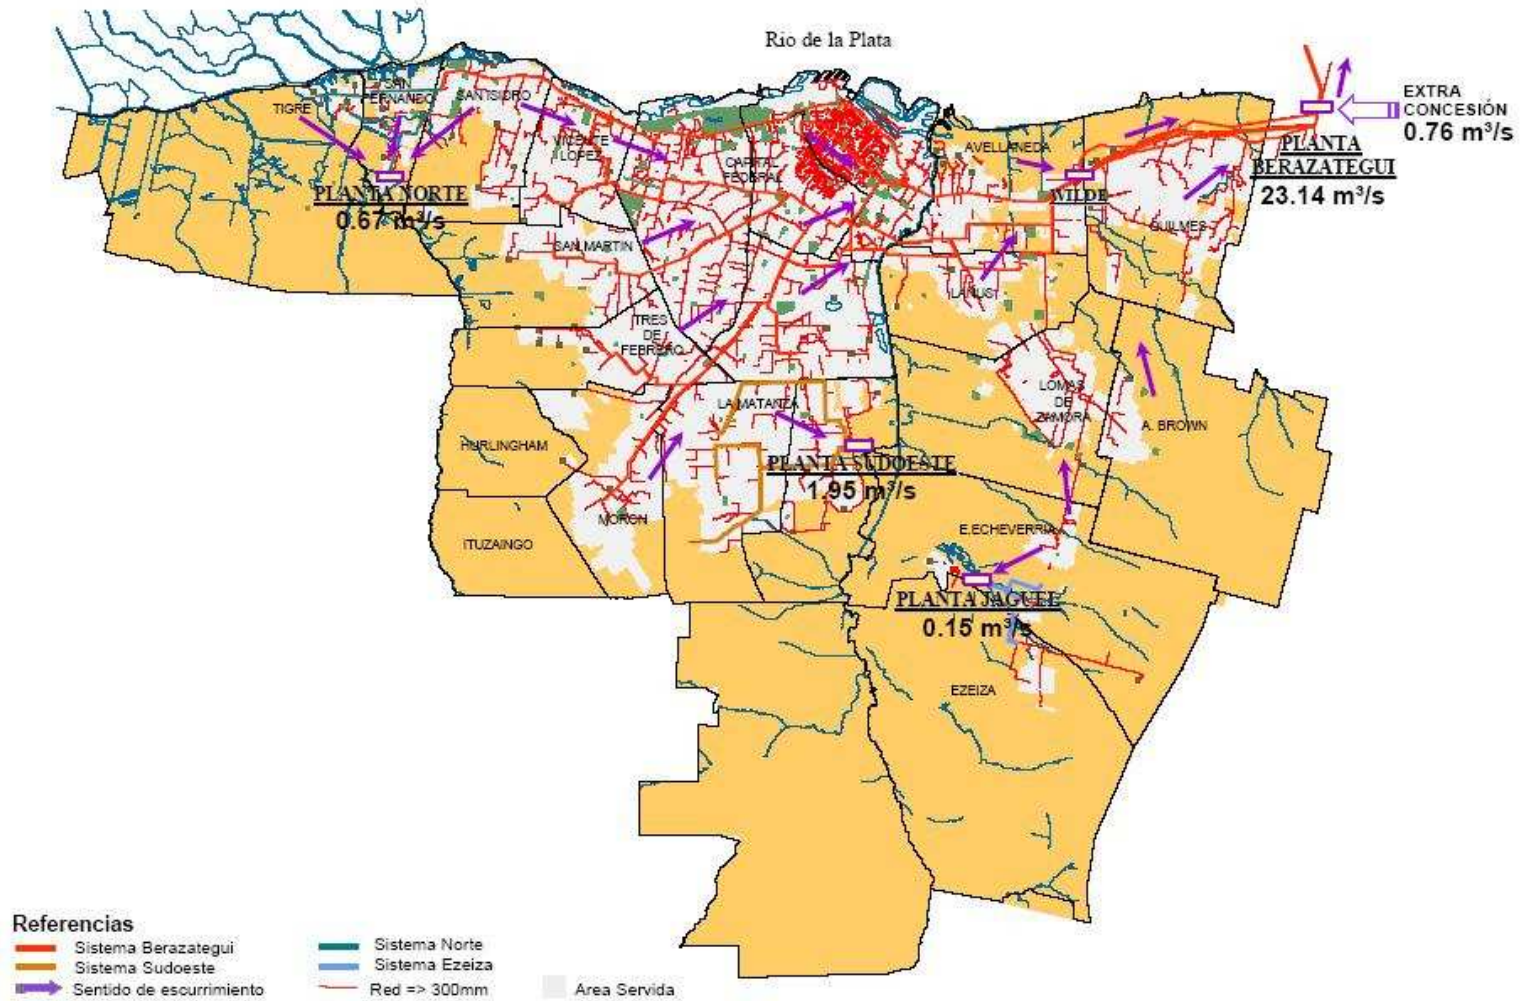 Rio de la Plata
EXTRA
CONCESIÓN
0.76 m³/s
TIGRE
SAN
FERNANDO
SAN ISIDRO
VICENTE
LOPEZ
CAPITAL
FEDERAL
AVELLANEDA
PLANTA
BERAZATEGUI
23.14 m³/s
PLANTA NORTE
0.67 m³/s
WILDE
QUILMES
SAN MARTIN
LANUS
TRES
DE
FEBRERO
LOMAS
DE
ZAMORA
LA MATANZA
A. BROWN
HURLINGHAM
PLANTA SUDOESTE
1.95 m³/s
MORON
ITUZAINGO
E.ECHEVERRIA
PLANTA JAGUEL
0.15 m³/s
EZEIZA
Referencias
Sistema Berazategui
Sistema Norte
Sistema Sudoeste
Sistema Ezeiza
Sentido de escurrimiento
Red => 300mm
Area Servida